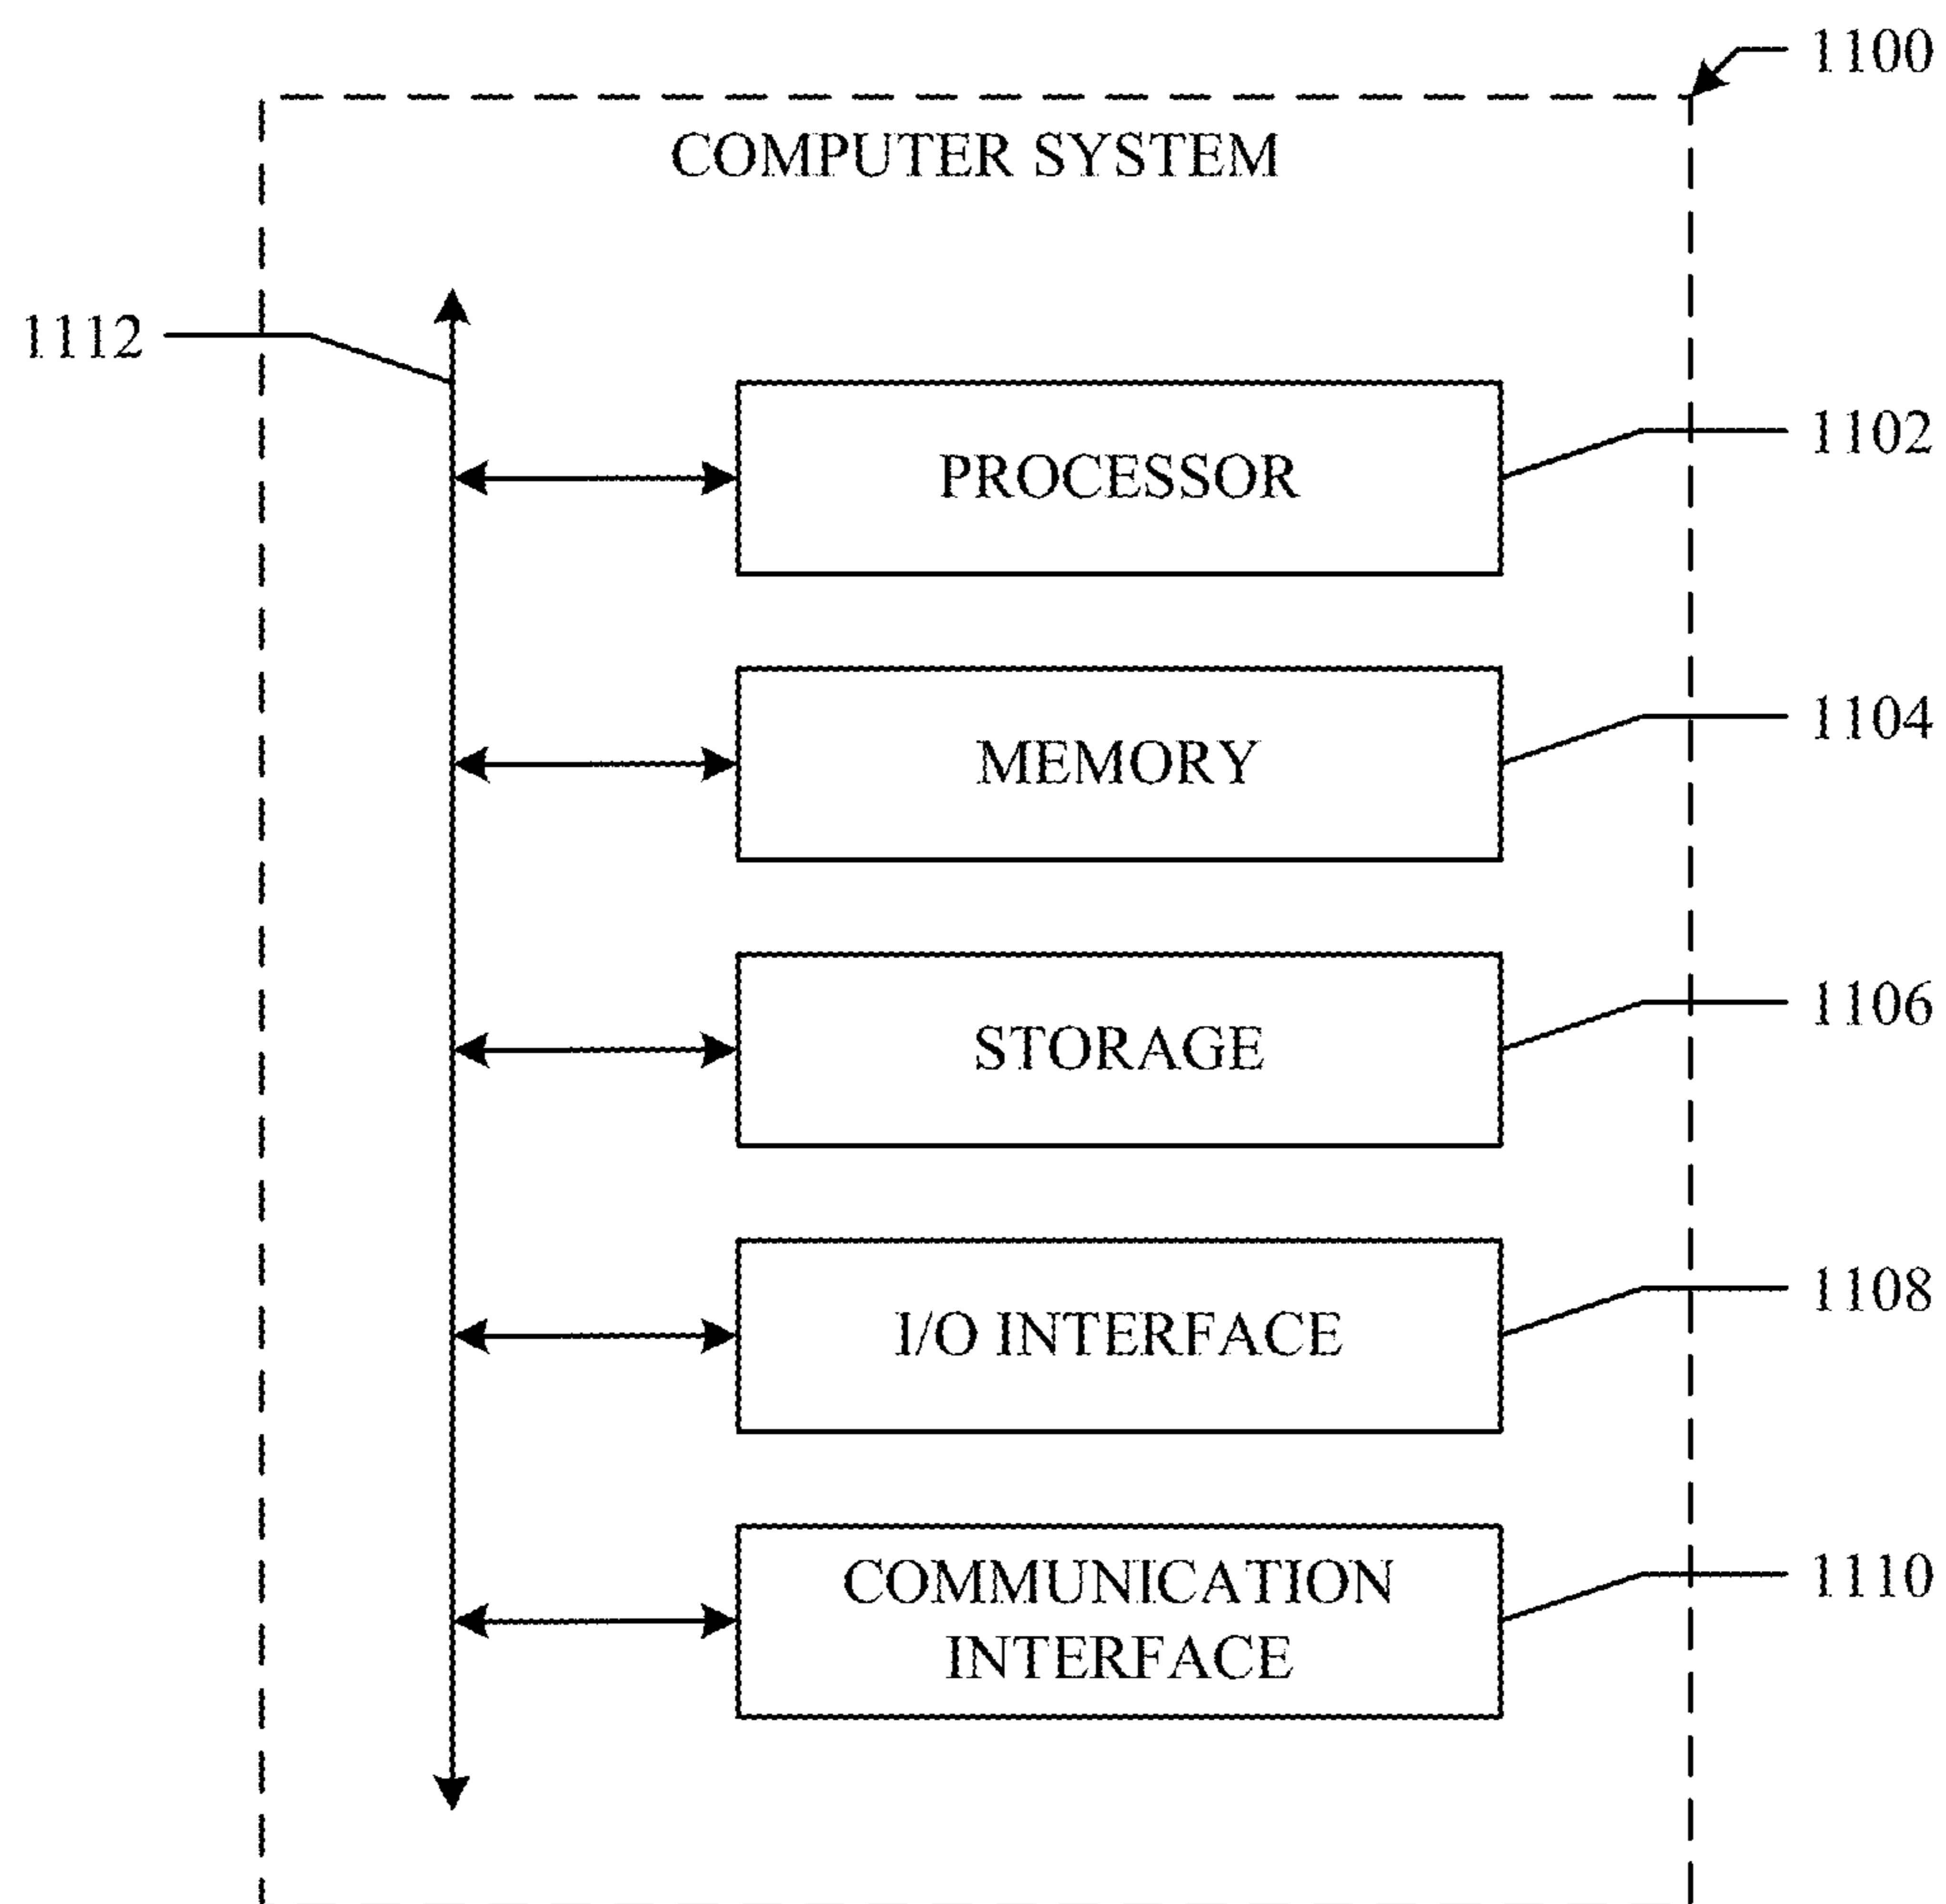 1100
COMPUTER SYSTEM
1112
1102
PROCESSOR
1104
MEMORY
1106
STORAGE
1108
I/O INTERFACE
1110
COMMUNICATION
INTERFACE